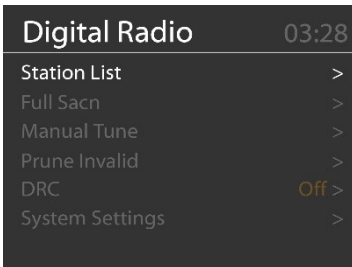 Digital Radio 03:28
Station List >
Full Sacn >
Manual Tune >
Prune Invalid >
DRC Off >
System Settings >